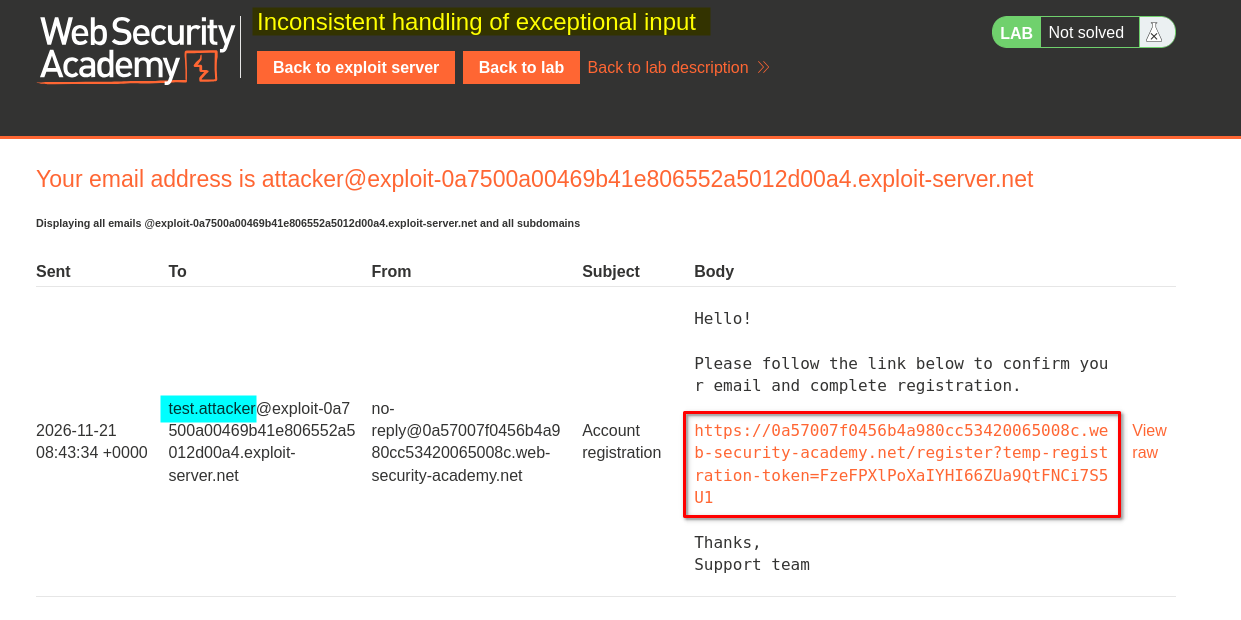 Web Security
Academy
Inconsistent handling of exceptional input
LAB Not solved
Back to exploit server Back to lab Back to lab description
Your email address is attacker@exploit-0a7500a00469b41e806552a5012d00a4.exploit-server.net
Displaying all emails @exploit-0a7500a00469b41e806552a5012d00a4.exploit-server.net and all subdomains
Sent To From Subject Body
2026-11-21
08:43:34 +0000
test.attacker@exploit-0a7
500a00469b41e806552a5
012d00a4.exploit-
server.net
no-
reply@0a57007f0456b4a9
80cc53420065008c.web-
security-academy.net
Account
registration
Hello!
Please follow the link below to confirm you
r email and complete registration.
https://0a57007f0456b4a980cc53420065008c.we
b-security-academy.net/register?temp-regist
ration-token=FzeFPXlPoXaIYHI66ZUa9QtFNCi7S5
U1
Thanks,
Support team
View
raw